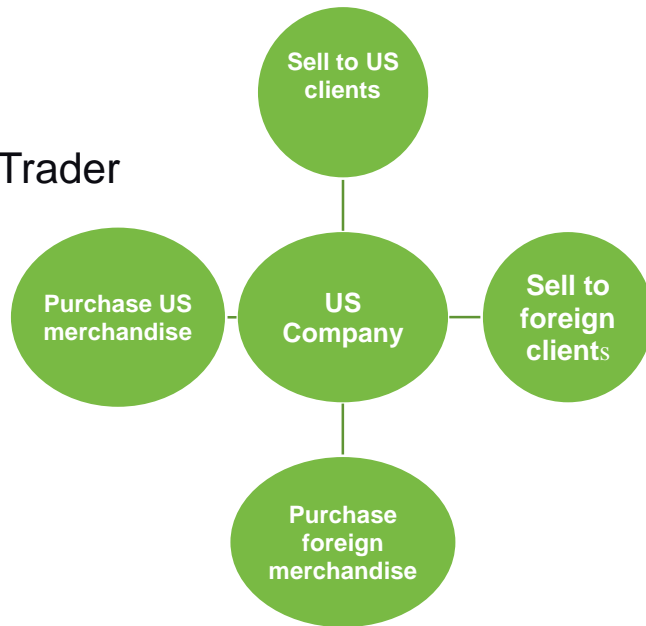 Sell to US
clients
Trader
Purchase US
merchandise
US
Company
Sell to
foreign
clients
Purchase
foreign
merchandise